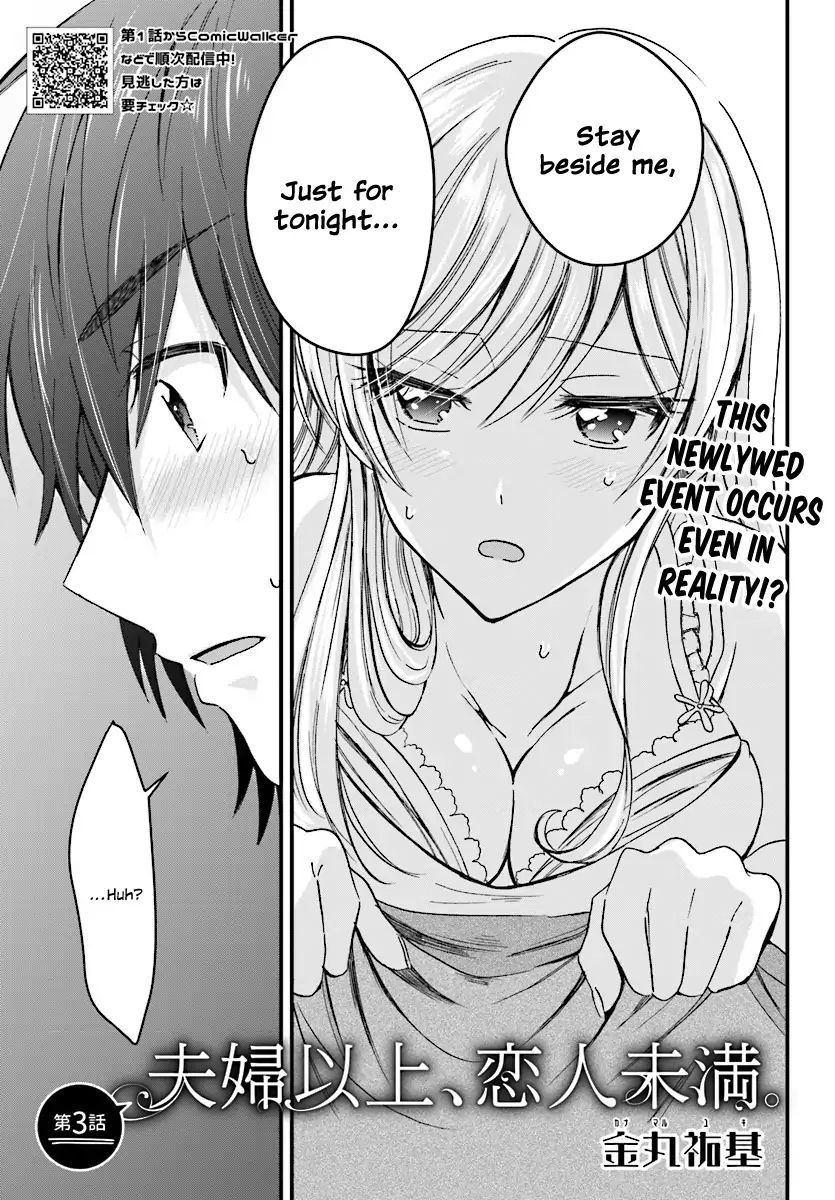 第1話からComicWalker
などで順次配信中!
見逃した方は
要チェック☆
Stay
beside me,
Just for
tonight...
THIS
NEWLYWED
EVENT OCCURS
EVEN IN
REALITY!?
...Huh?
夫婦以上、恋人未満。
第3話
カナ マル ユ キ
金丸祐基